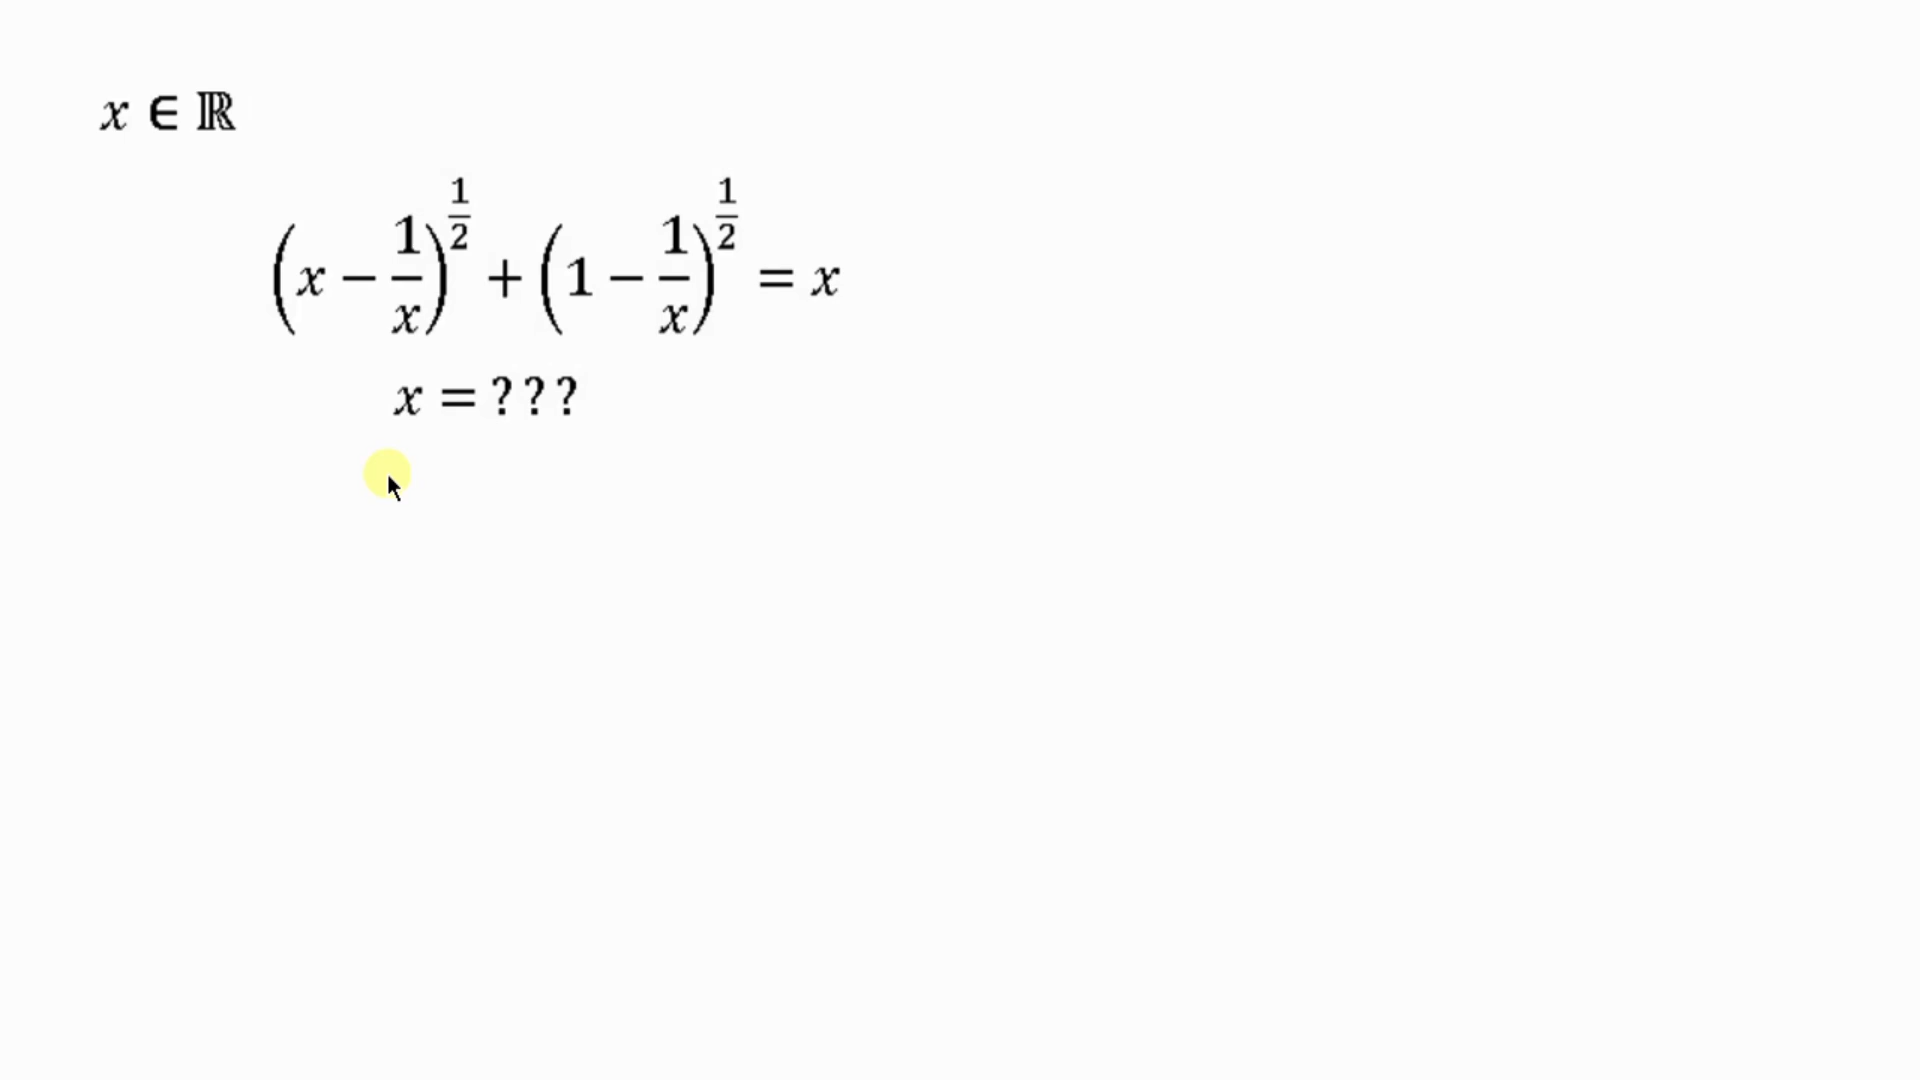 x ∈ ℝ
(x − 1/x)^(1/2) + (1 − 1/x)^(1/2) = x
x = ???